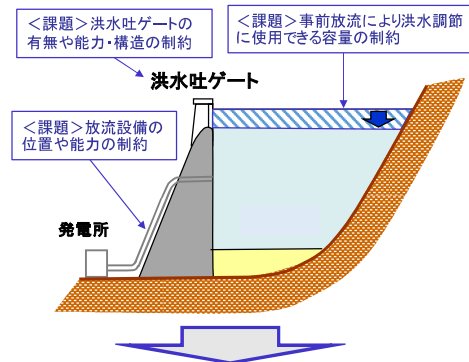 ＜課題＞洪水吐ゲートの
有無や能力・構造の制約
＜課題＞事前放流により洪水調節
に使用できる容量の制約
洪水吐ゲート
＜課題＞放流設備の
位置や能力の制約
発電所